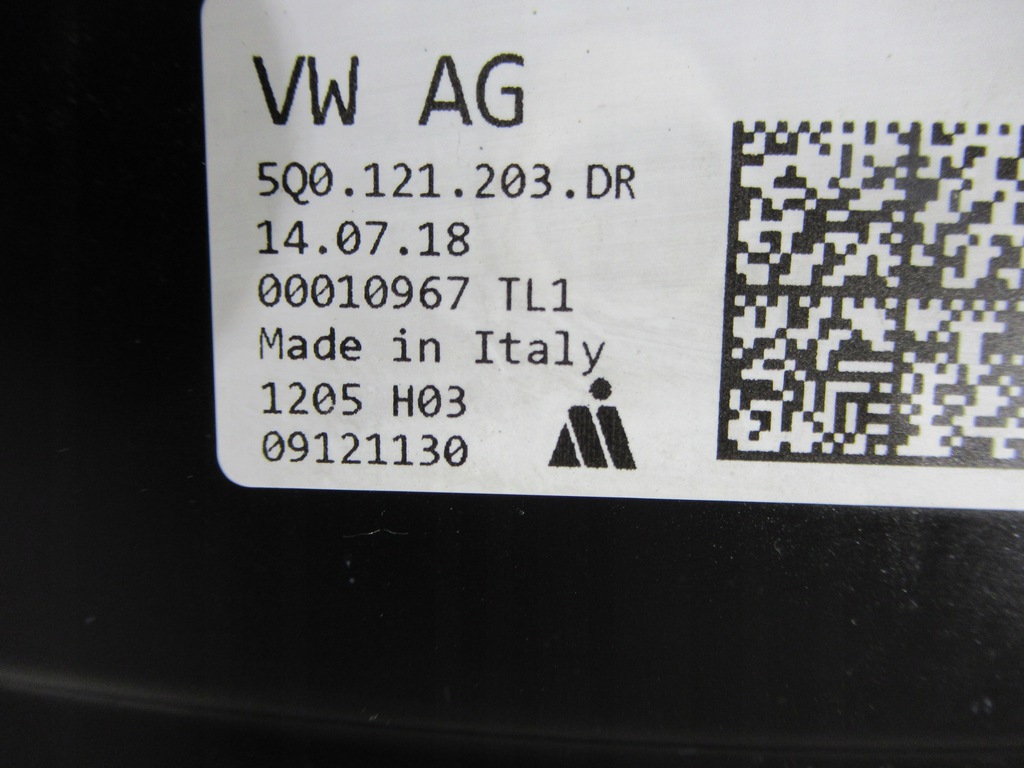 VW AG
5Q0.121.203.DR
14.07.18
00010967 TL1
Made in Italy
1205 H03
09121130